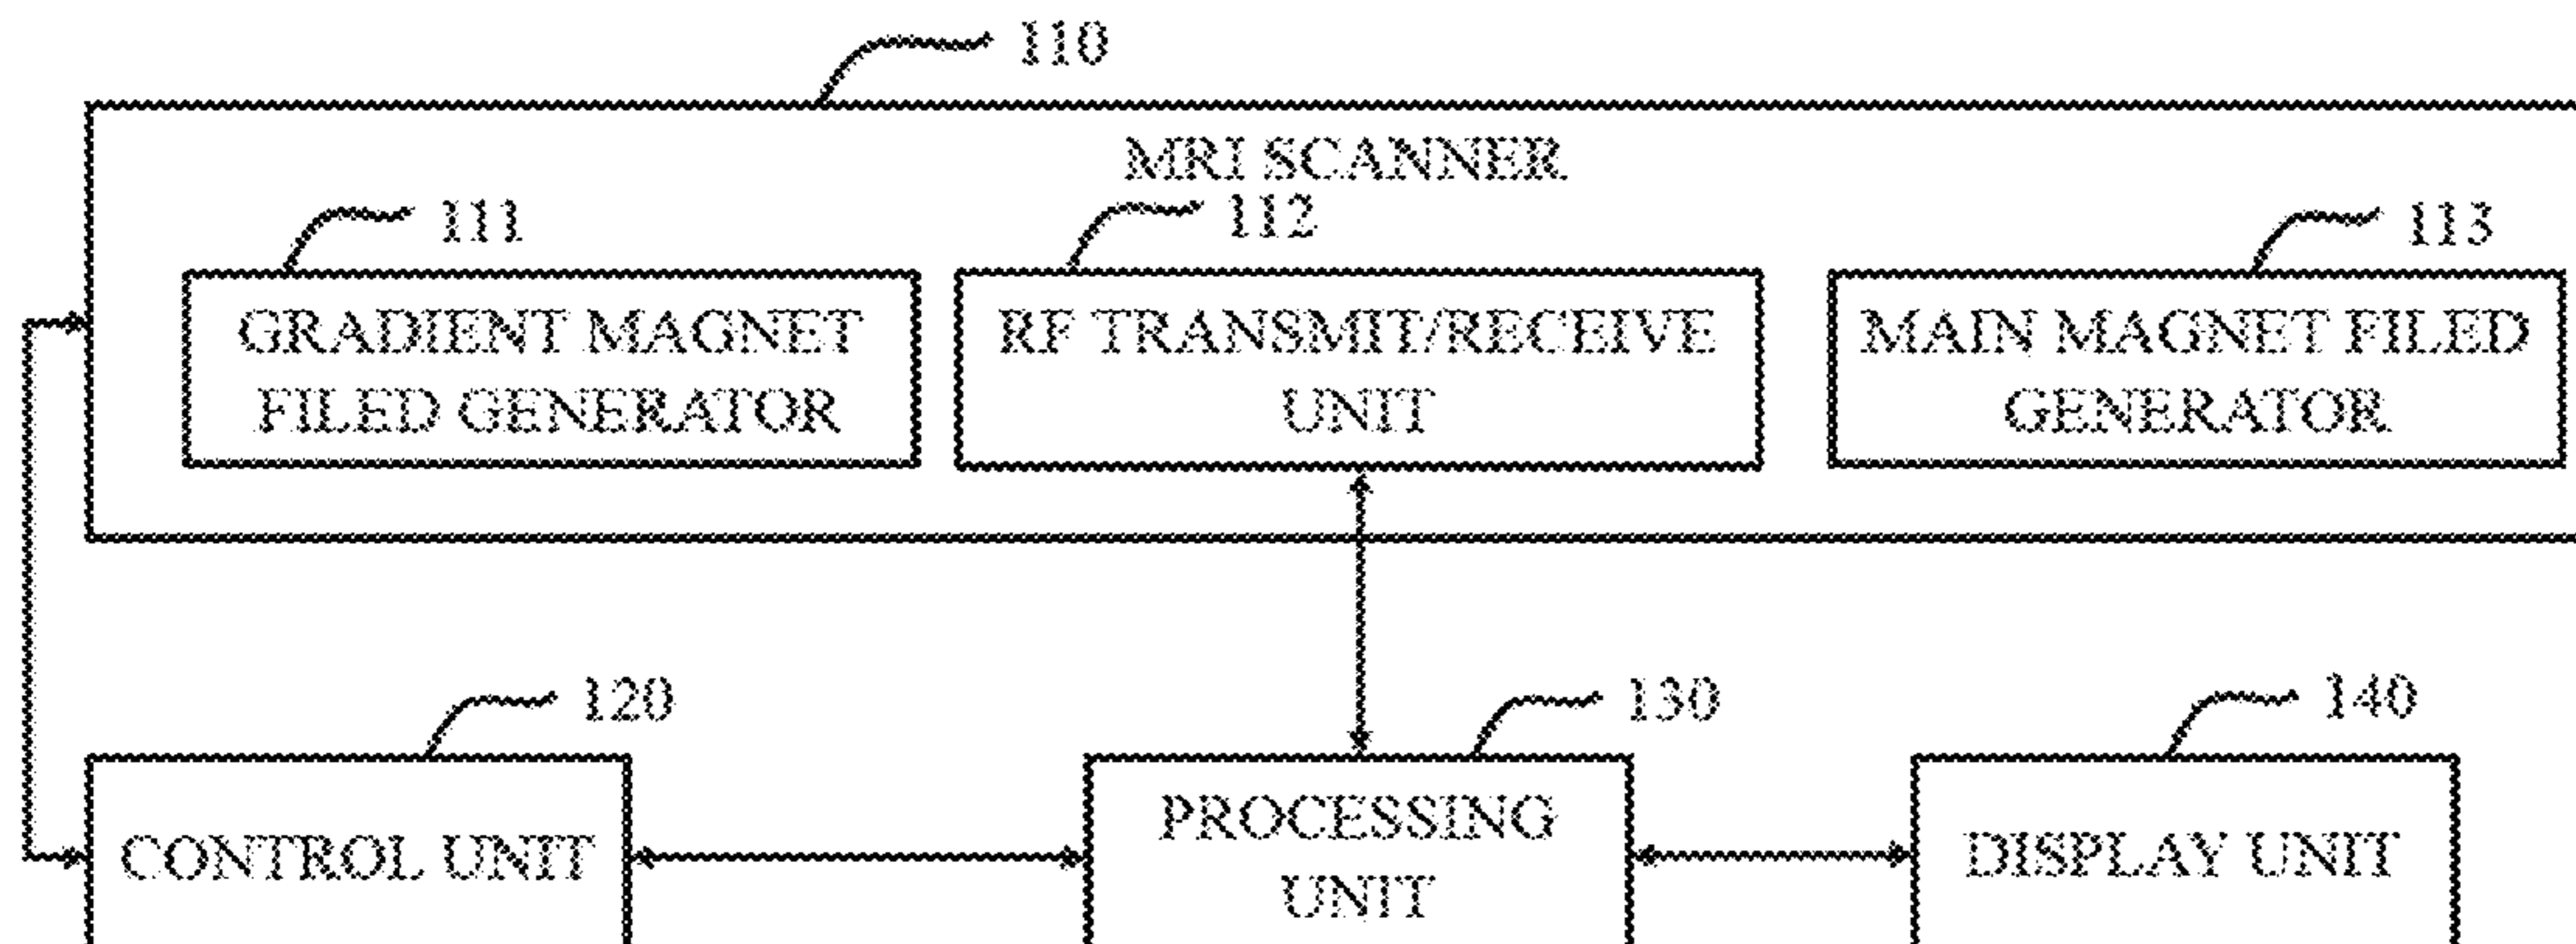 110
MRI SCANNER
111
112
113
GRADIENT MAGNET
FILED GENERATOR
RF TRANSMIT/RECEIVE
UNIT
MAIN MAGNET FILED
GENERATOR
120
130
140
CONTROL UNIT
PROCESSING
UNIT
DISPLAY UNIT